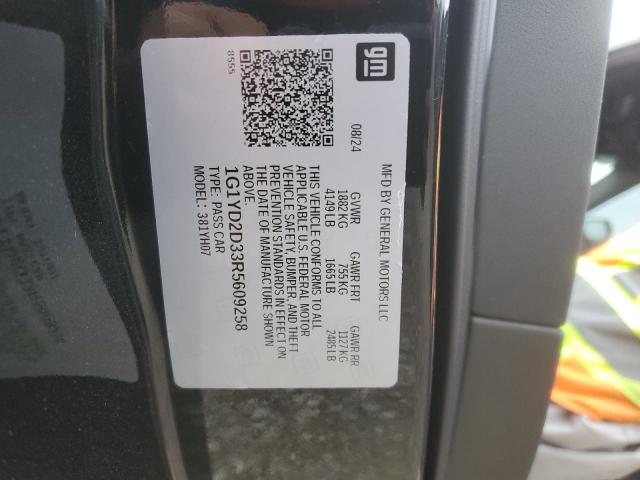 gm
MFD BY GENERAL MOTORS LLC
08/24 GVWR GAWR FRT GAWR RR
1882 KG 755 KG 1127 KG
4149 LB 1665 LB 2485 LB
THIS VEHICLE CONFORMS TO ALL
APPLICABLE U.S. FEDERAL MOTOR
VEHICLE SAFETY, BUMPER, AND THEFT
PREVENTION STANDARDS IN EFFECT ON
THE DATE OF MANUFACTURE SHOWN
ABOVE.
1G1YD2D33R5609258
TYPE: PASS CAR
MODEL: 381YH07
8555